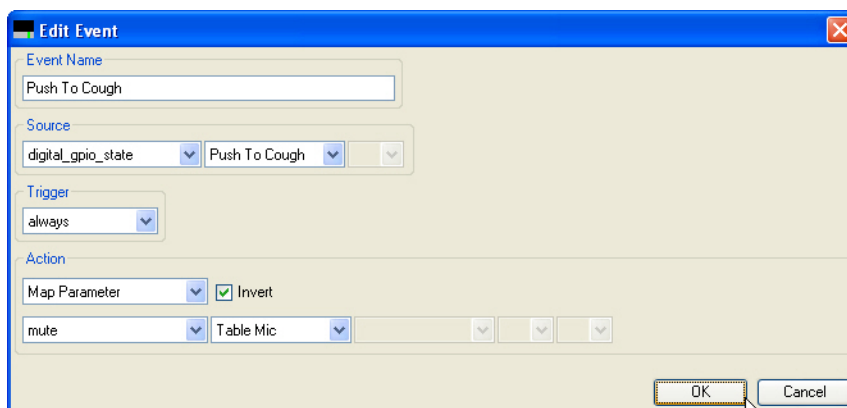 Edit Event
Event Name
Push To Cough
Source
digital_gpio_state Push To Cough
Trigger
always
Action
Map Parameter Invert
mute Table Mic
OK Cancel